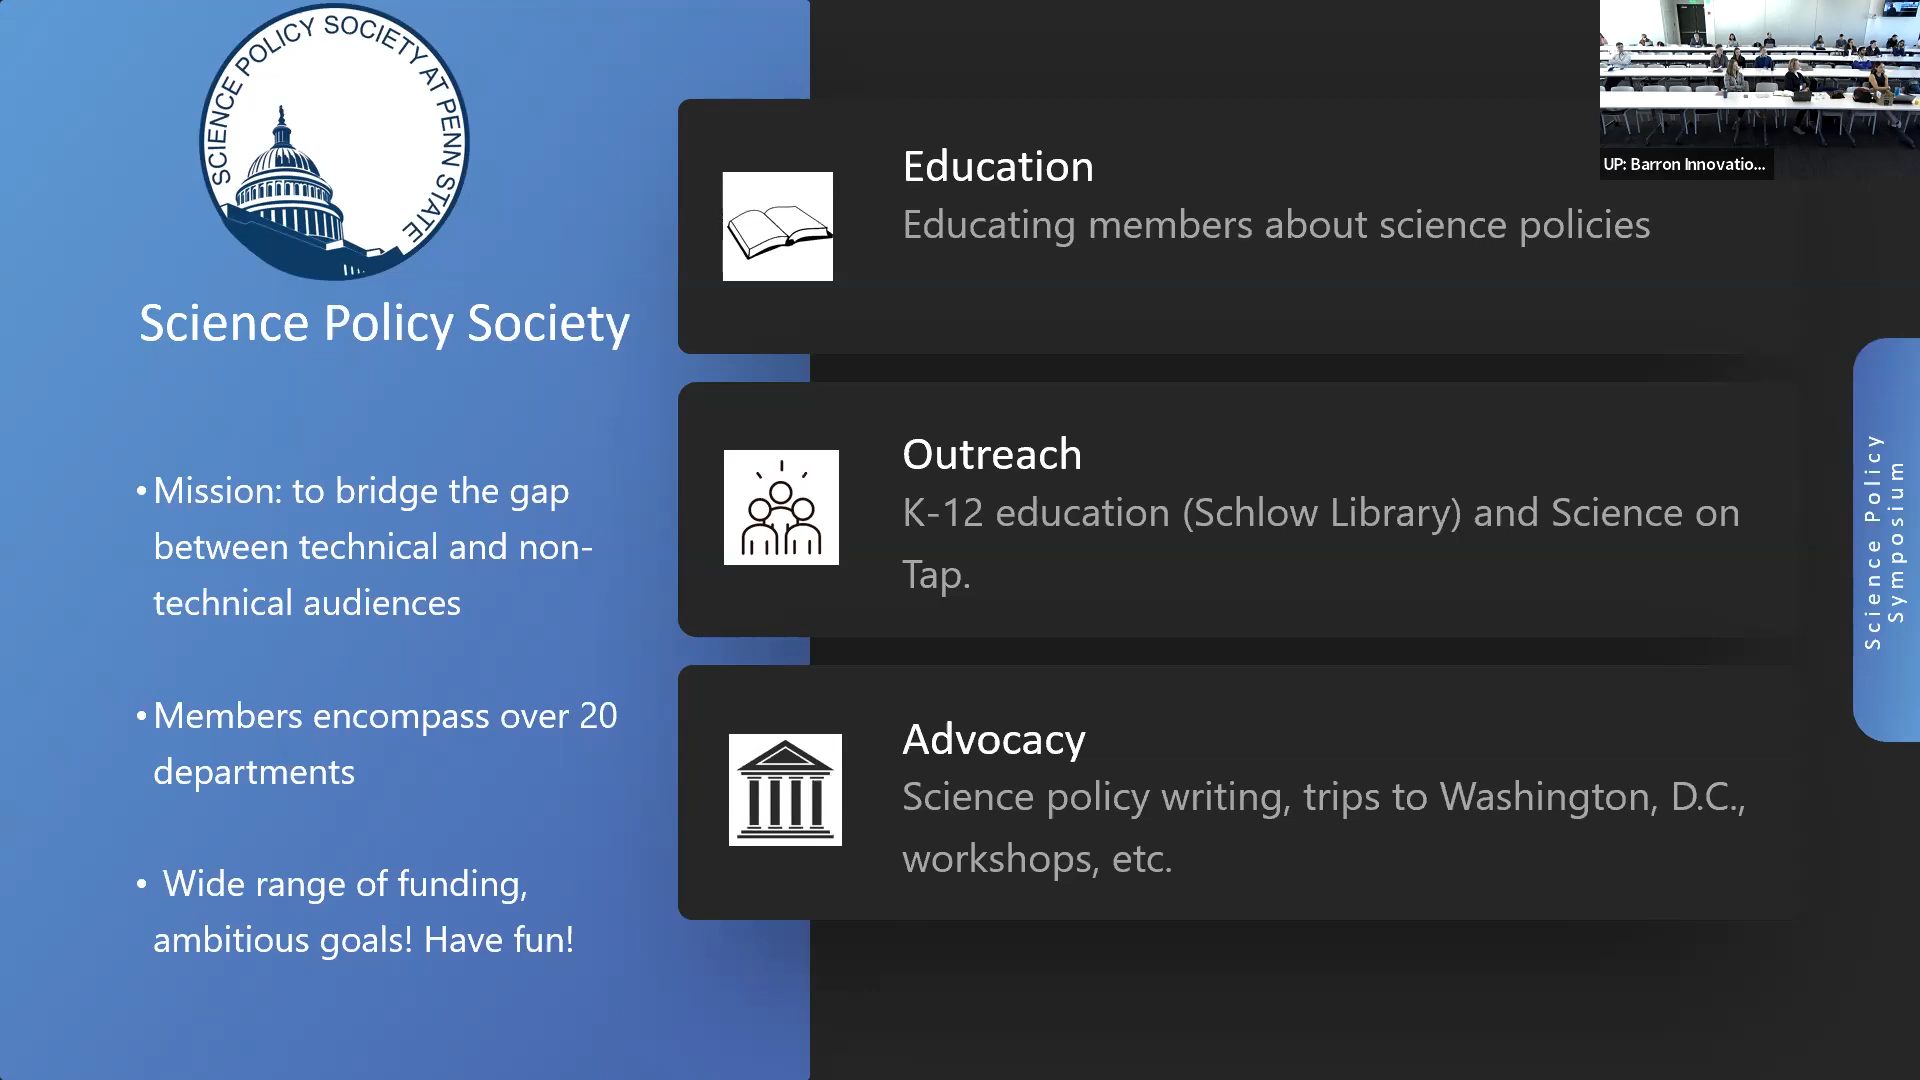 SCIENCE POLICY SOCIETY AT PENN STATE
Science Policy Society
• Mission: to bridge the gap
between technical and non-
technical audiences
• Members encompass over 20
departments
• Wide range of funding,
ambitious goals! Have fun!
Education
Educating members about science policies
Outreach
K-12 education (Schlow Library) and Science on
Tap.
Advocacy
Science policy writing, trips to Washington, D.C.,
workshops, etc.
UP: Barron Innovatio...
Science Policy
Symposium